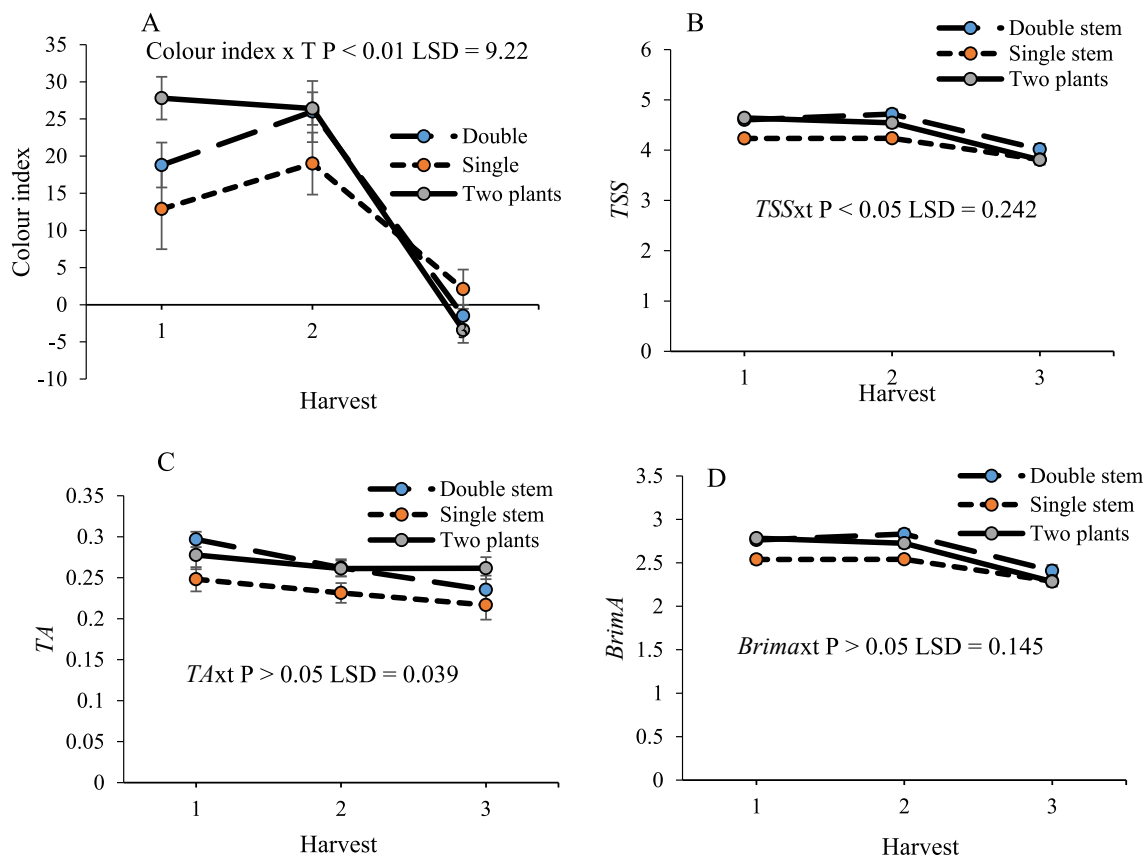 A
Colour index x T P < 0.01 LSD = 9.22
35
30
25
20
15
10
5
0
-5
-10
Colour index
1
2
3
Harvest
Double
Single
Two plants
B
Double stem
Single stem
Two plants
6
5
4
3
2
1
0
TSS
TSSxt P < 0.05 LSD = 0.242
1
2
3
Harvest
C
Double stem
Single stem
Two plants
0.35
0.3
0.25
0.2
0.15
0.1
0.05
0
TA
TAxt P > 0.05 LSD = 0.039
1
2
3
Harvest
D
Double stem
Single stem
Two plants
3.5
3
2.5
2
1.5
1
0.5
0
BrimA
Brimaxt P > 0.05 LSD = 0.145
1
2
3
Harvest